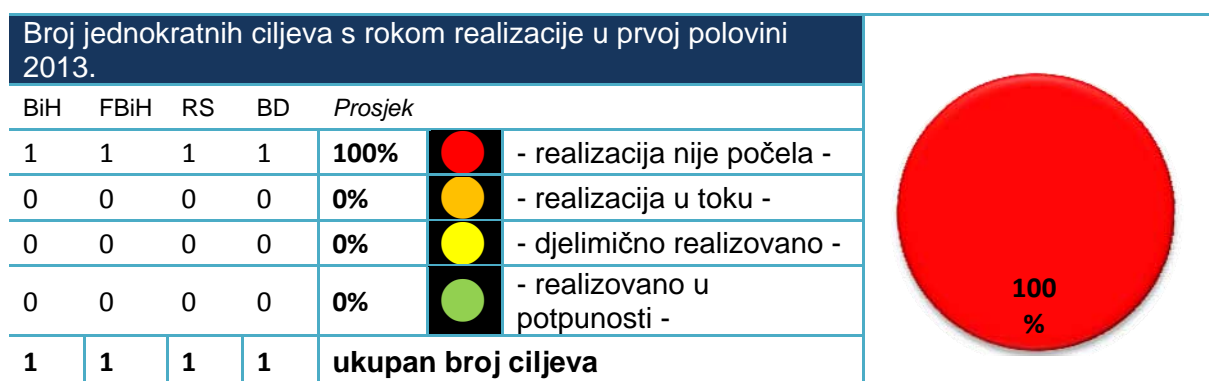 Broj jednokratnih ciljeva s rokom realizacije u prvoj polovini
2013.
BiH FBiH RS BD Prosjek
1 1 1 1 100% - realizacija nije počela -
0 0 0 0 0% - realizacija u toku -
0 0 0 0 0% - djelimično realizovano -
0 0 0 0 0% - realizovano u
potpunosti -
1 1 1 1 ukupan broj ciljeva
100
%